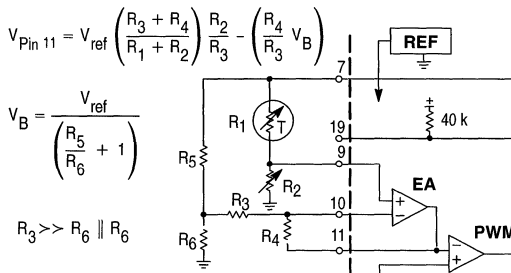 V_Pin 11 = V_ref ( (R_3 + R_4) / (R_1 + R_2) ) R_2 / R_3 − ( R_4 / R_3 V_B )
V_B = V_ref / ( R_5 / R_6 + 1 )
R_3 >> R_6 || R_6
REF
7
R_1
T
40 k
19
9
R_5
R_2
EA
R_3
10
R_6
R_4
11
PWM
+
−
−
+
+